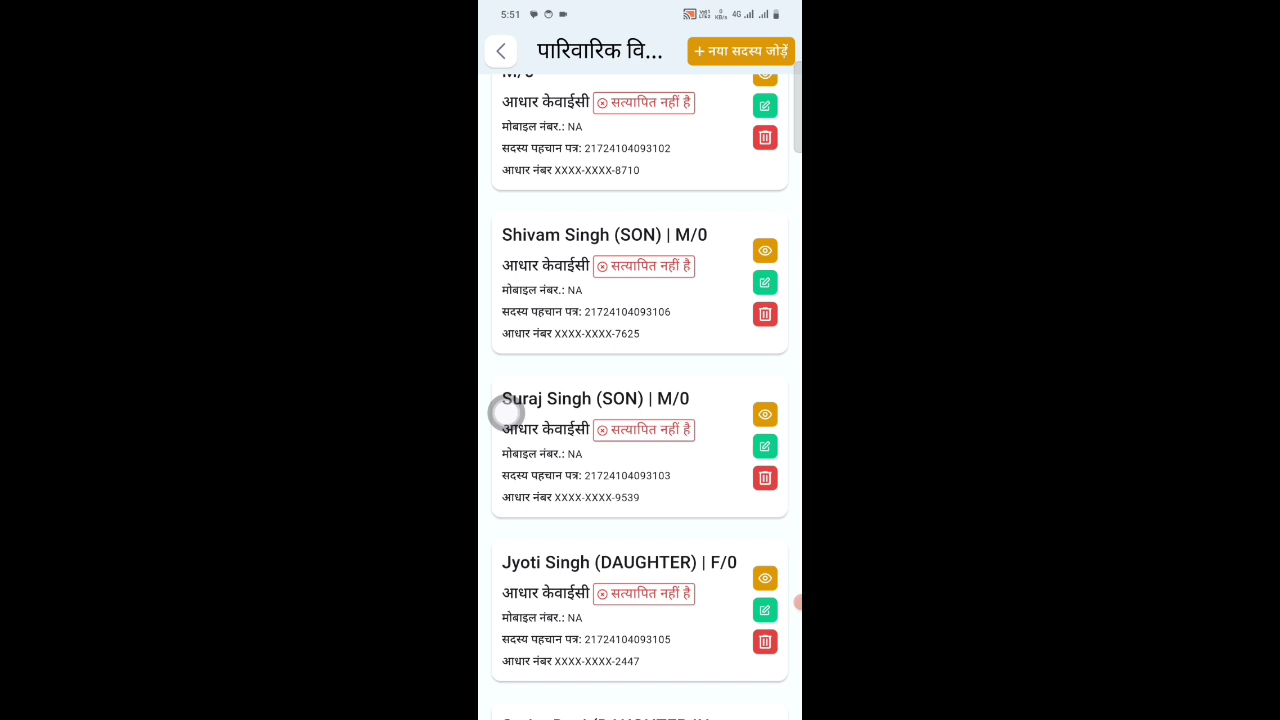 5:51
4G
पारिवारिक वि...
+ नया सदस्य जोड़ें
M/0
आधार केवाईसी सत्यापित नहीं है
मोबाइल नंबर.: NA
सदस्य पहचान पत्र: 21724104093102
आधार नंबर XXXX-XXXX-8710
Shivam Singh (SON) | M/0
आधार केवाईसी सत्यापित नहीं है
मोबाइल नंबर.: NA
सदस्य पहचान पत्र: 21724104093106
आधार नंबर XXXX-XXXX-7625
Suraj Singh (SON) | M/0
आधार केवाईसी सत्यापित नहीं है
मोबाइल नंबर.: NA
सदस्य पहचान पत्र: 21724104093103
आधार नंबर XXXX-XXXX-9539
Jyoti Singh (DAUGHTER) | F/0
आधार केवाईसी सत्यापित नहीं है
मोबाइल नंबर.: NA
सदस्य पहचान पत्र: 21724104093105
आधार नंबर XXXX-XXXX-2447